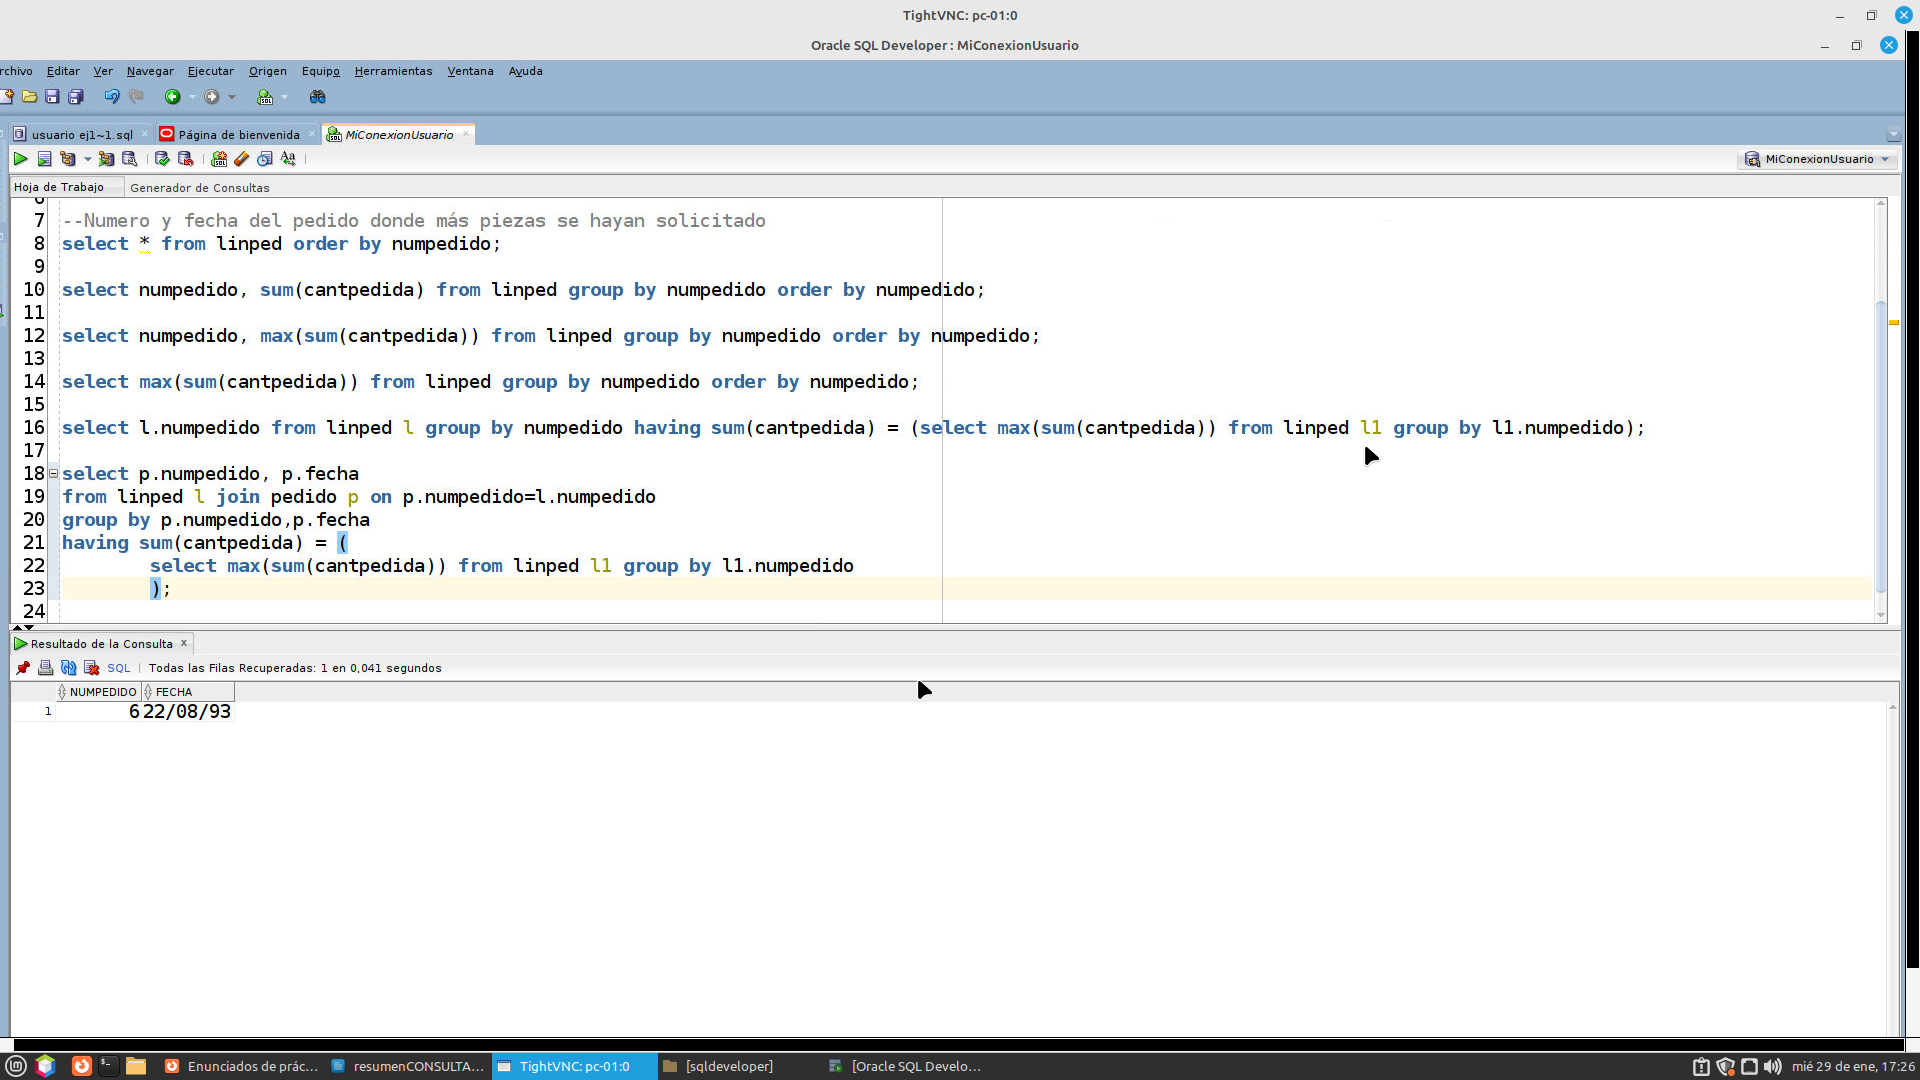 TightVNC: pc-01:0
Oracle SQL Developer : MiConexionUsuario
rchivo Editar Ver Navegar Ejecutar Origen Equipo Herramientas Ventana Ayuda
usuario ej1~1.sql Página de bienvenida MiConexionUsuario
MiConexionUsuario
Hoja de Trabajo Generador de Consultas
7 --Numero y fecha del pedido donde más piezas se hayan solicitado
8 select * from linped order by numpedido;
9
10 select numpedido, sum(cantpedida) from linped group by numpedido order by numpedido;
11
12 select numpedido, max(sum(cantpedida)) from linped group by numpedido order by numpedido;
13
14 select max(sum(cantpedida)) from linped group by numpedido order by numpedido;
15
16 select l.numpedido from linped l group by numpedido having sum(cantpedida) = (select max(sum(cantpedida)) from linped l1 group by l1.numpedido);
17
18 select p.numpedido, p.fecha
19 from linped l join pedido p on p.numpedido=l.numpedido
20 group by p.numpedido,p.fecha
21 having sum(cantpedida) = (
22 select max(sum(cantpedida)) from linped l1 group by l1.numpedido
23 );
24
Resultado de la Consulta
SQL | Todas las Filas Recuperadas: 1 en 0,041 segundos
NUMPEDIDO FECHA
1 6 22/08/93
Enunciados de prác... resumenCONSULTA... TightVNC: pc-01:0 [sqldeveloper] [Oracle SQL Develo... mié 29 de ene, 17:26